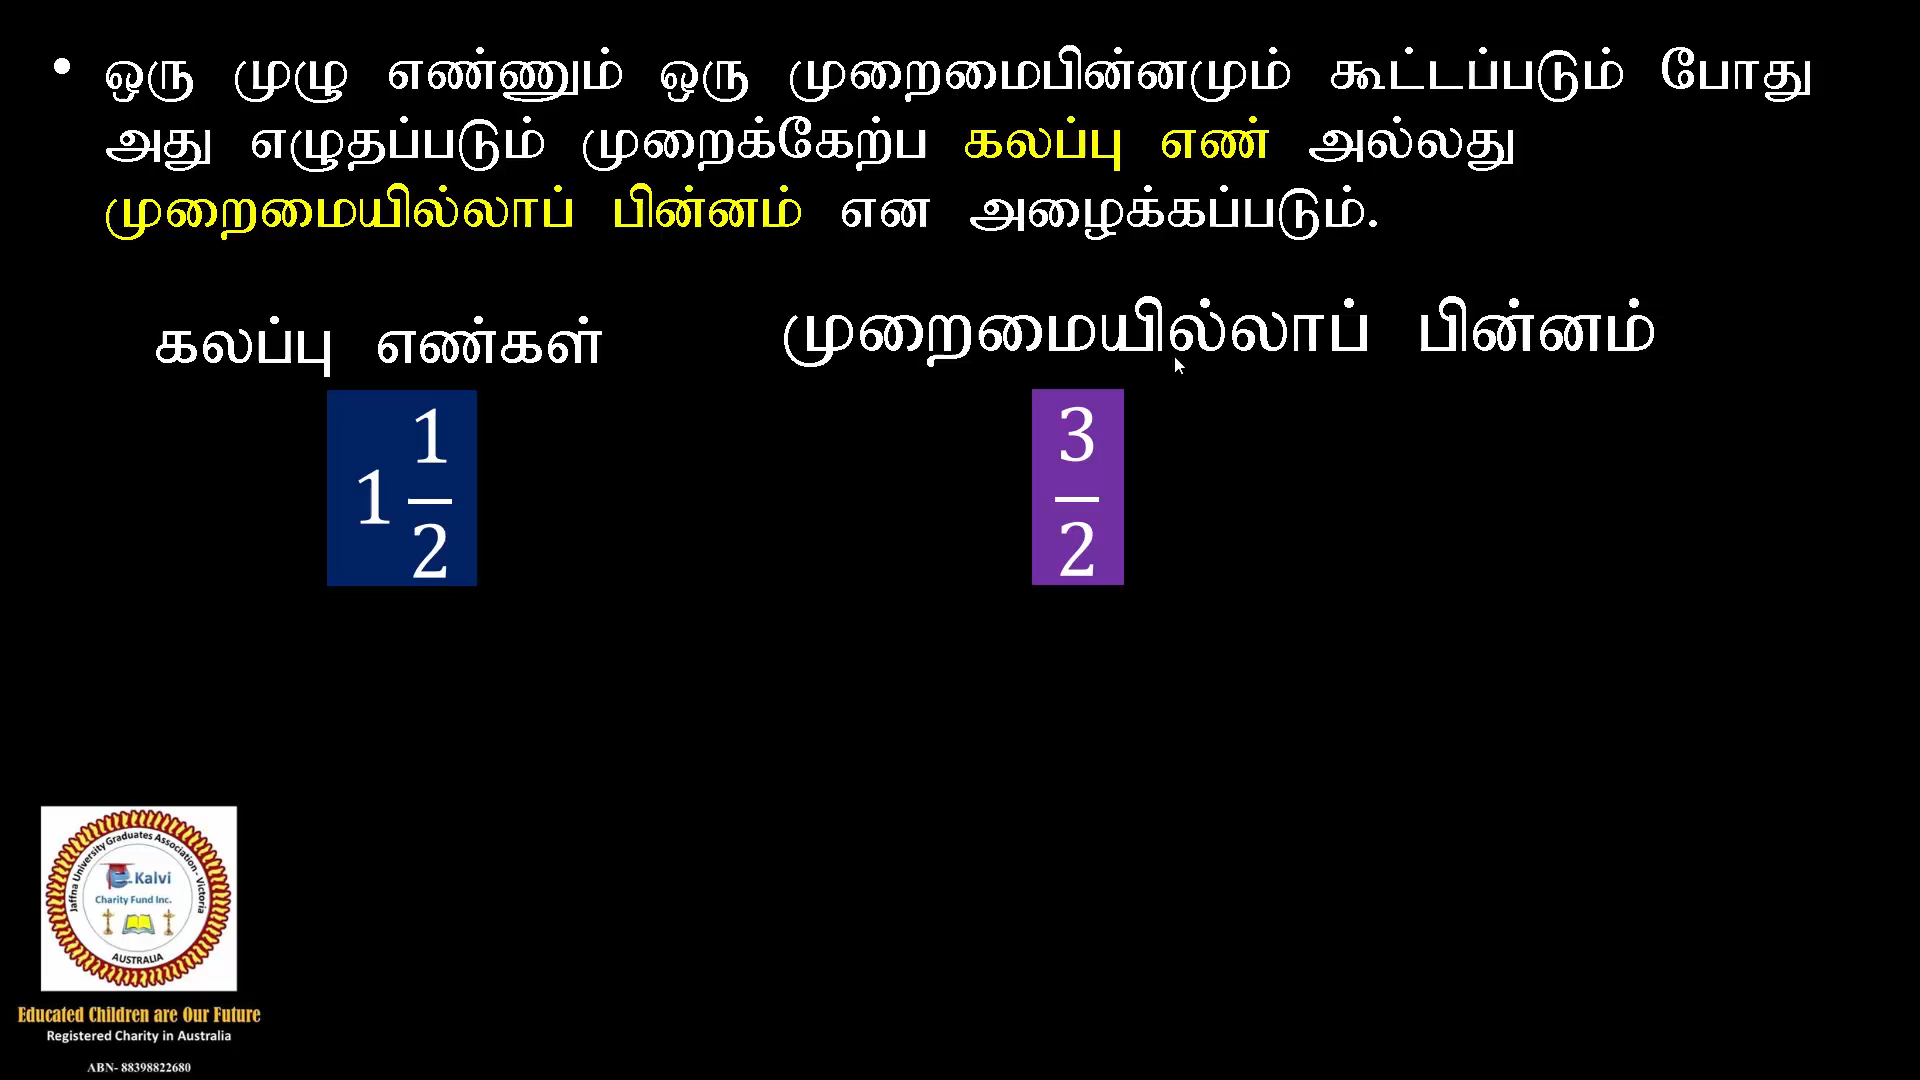 • ஒரு முழு எண்ணும் ஒரு முறைமைபின்னமும் கூட்டப்படும் போது
அது எழுதப்படும் முறைக்கேற்ப கலப்பு எண் அல்லது
முறைமையில்லாப் பின்னம் என அழைக்கப்படும்.
கலப்பு எண்கள்
முறைமையில்லாப் பின்னம்
1 1/2
3/2
Jaffna University Graduates Association- Victoria
eKalvi
Charity Fund Inc.
AUSTRALIA
Educated Children are Our Future
Registered Charity in Australia
ABN- 88398822680